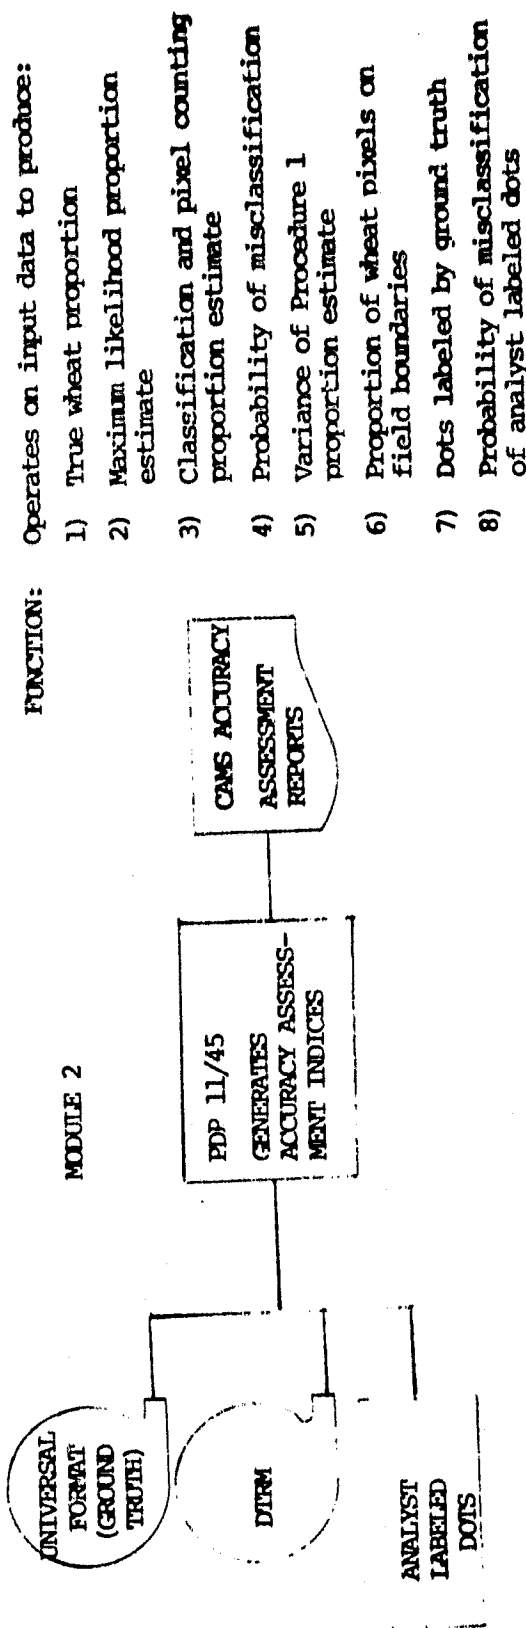 MODULE 2
UNIVERSAL
FORMAT
(GROUND
TRUTH)
DTRM
ANALYST
LABELED
DOTS
PDP 11/45
GENERATES
ACCURACY ASSESS-
MENT INDICES
CAMS ACCURACY
ASSESSMENT
REPORTS
FUNCTION:
Operates on input data to produce:
1) True wheat proportion
2) Maximum likelihood proportion
estimate
3) Classification and pixel counting
proportion estimate
4) Probability of misclassification
5) Variance of Procedure 1
proportion estimate
6) Proportion of wheat pixels on
field boundaries
7) Dots labeled by ground truth
8) Probability of misclassification
of analyst labeled dots